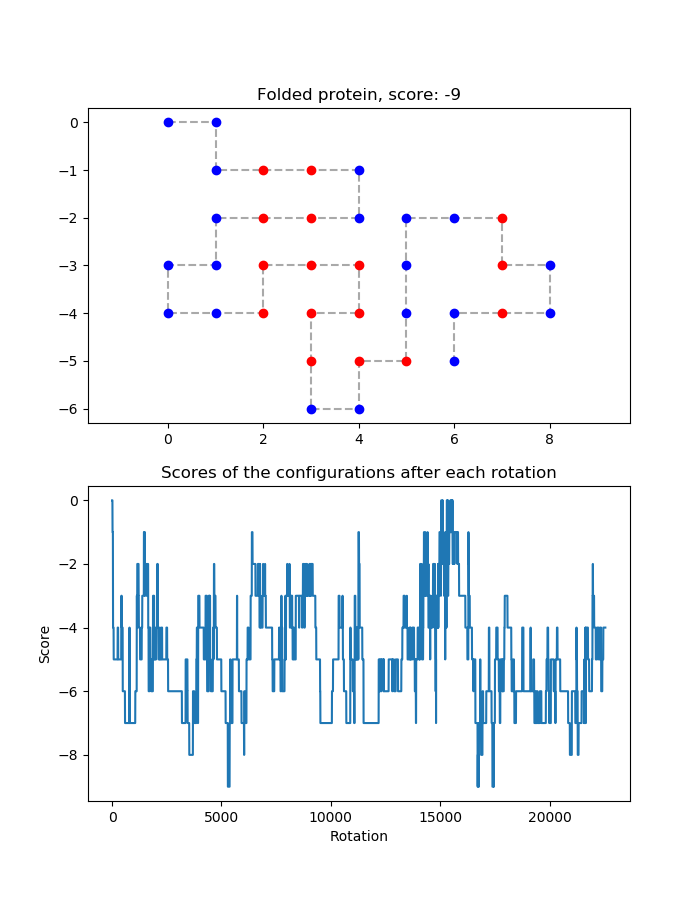 Folded protein, score: -9
0
−1
−2
−3
−4
−5
−6
0 2 4 6 8
Scores of the configurations after each rotation
0
−2
−4
−6
−8
Score
0 5000 10000 15000 20000
Rotation